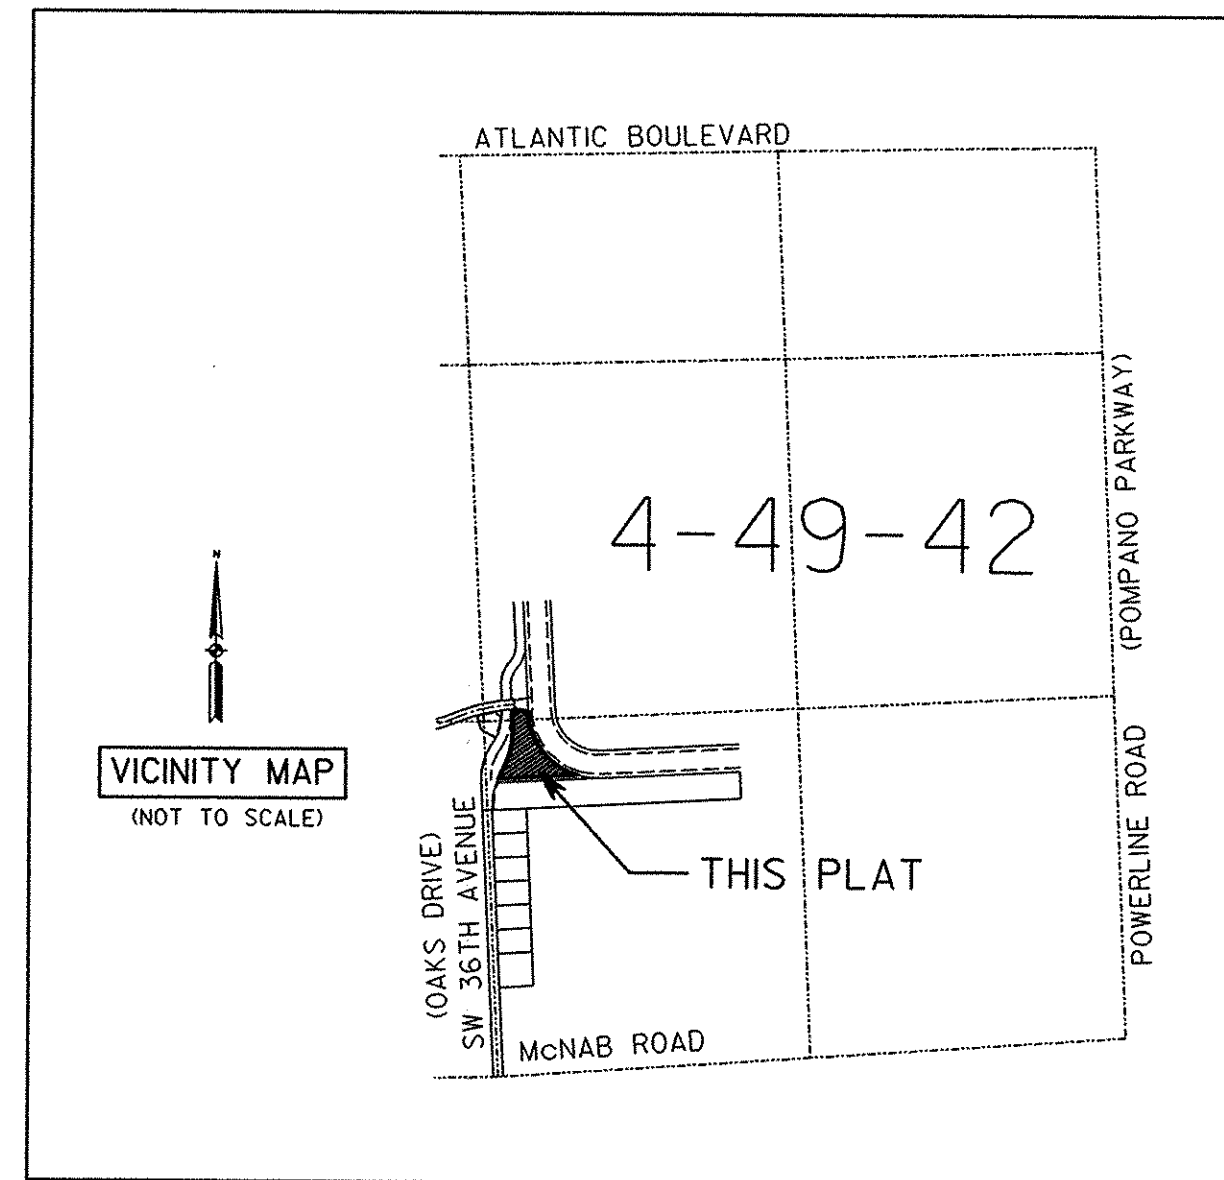 ATLANTIC BOULEVARD
4-49-42
(POMPANO PARKWAY)
POWERLINE ROAD
N
VICINITY MAP
(NOT TO SCALE)
THIS PLAT
(OAKS DRIVE)
SW 36TH AVENUE
McNAB ROAD